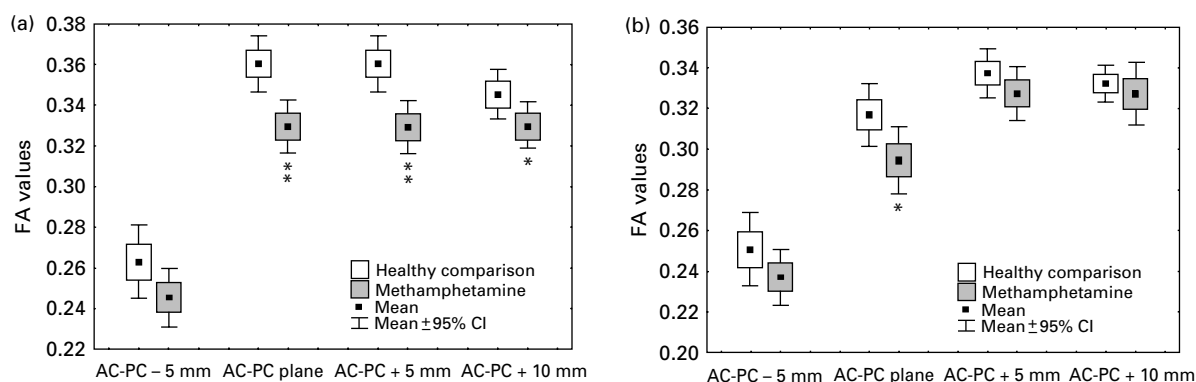 (a)
0.38
0.36
0.34
0.32
0.30
0.28
0.26
0.24
0.22
FA values
**
**
*
Healthy comparison
Methamphetamine
Mean
Mean ± 95% CI
AC-PC – 5 mm AC-PC plane AC-PC + 5 mm AC-PC + 10 mm
(b)
0.38
0.36
0.34
0.32
0.30
0.28
0.26
0.24
0.22
0.20
FA values
*
Healthy comparison
Methamphetamine
Mean
Mean ± 95% CI
AC-PC – 5 mm AC-PC plane AC-PC + 5 mm AC-PC + 10 mm